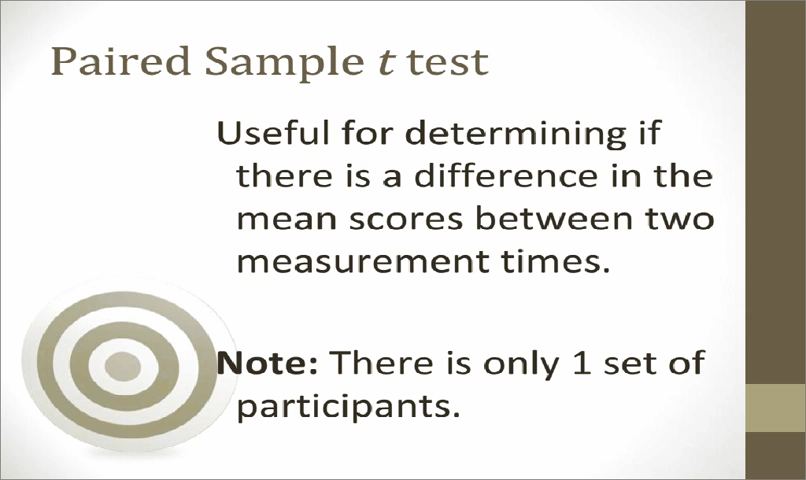 Paired Sample t test
Useful for determining if
there is a difference in the
mean scores between two
measurement times.
Note: There is only 1 set of
participants.